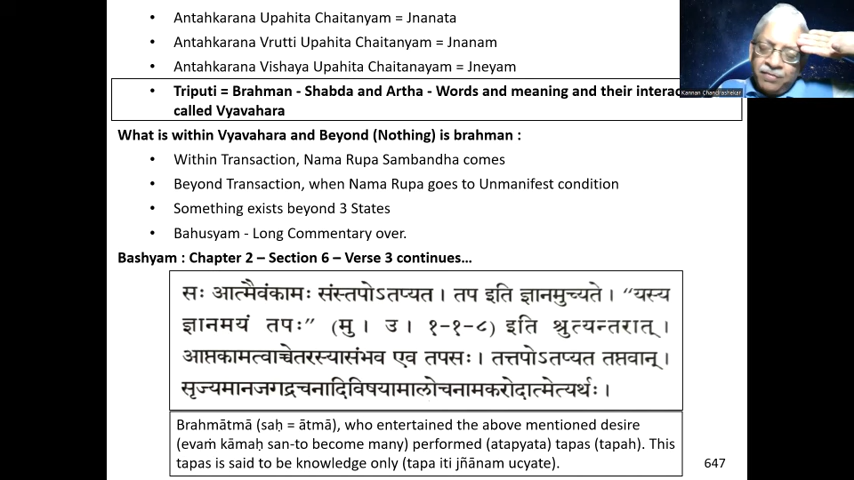 • Antahkarana Upahita Chaitanyam = Jnanata
• Antahkarana Vrutti Upahita Chaitanyam = Jnanam
• Antahkarana Vishaya Upahita Chaitanayam = Jneyam
• Triputi = Brahman - Shabda and Artha - Words and meaning and their
called Vyavahara
Kannan Chandrashekar
What is within Vyavahara and Beyond (Nothing) is brahman :
• Within Transaction, Nama Rupa Sambandha comes
• Beyond Transaction, when Nama Rupa goes to Unmanifest condition
• Something exists beyond 3 States
• Bahusyam - Long Commentary over.
Bashyam : Chapter 2 – Section 6 – Verse 3 continues…
सः आत्मैवंकामः संस्तपोऽतप्यत। तप इति ज्ञानमुच्यते। “यस्य
ज्ञानमयं तपः” (मु। उ। १-१-८) इति श्रुत्यन्तरात्।
आप्तकामत्वाच्चेतरस्यासंभव एव तपसः। तत्तपोऽतप्यत तप्तवान्।
सृज्यमानजगद्रचनादिविषयामालोचनामकरोदात्मेत्यर्थः।
Brahmātmā (saḥ = ātmā), who entertained the above mentioned desire
(evaṁ kāmaḥ san-to become many) performed (atapyata) tapas (tapah). This
tapas is said to be knowledge only (tapa iti jñānam ucyate).
647